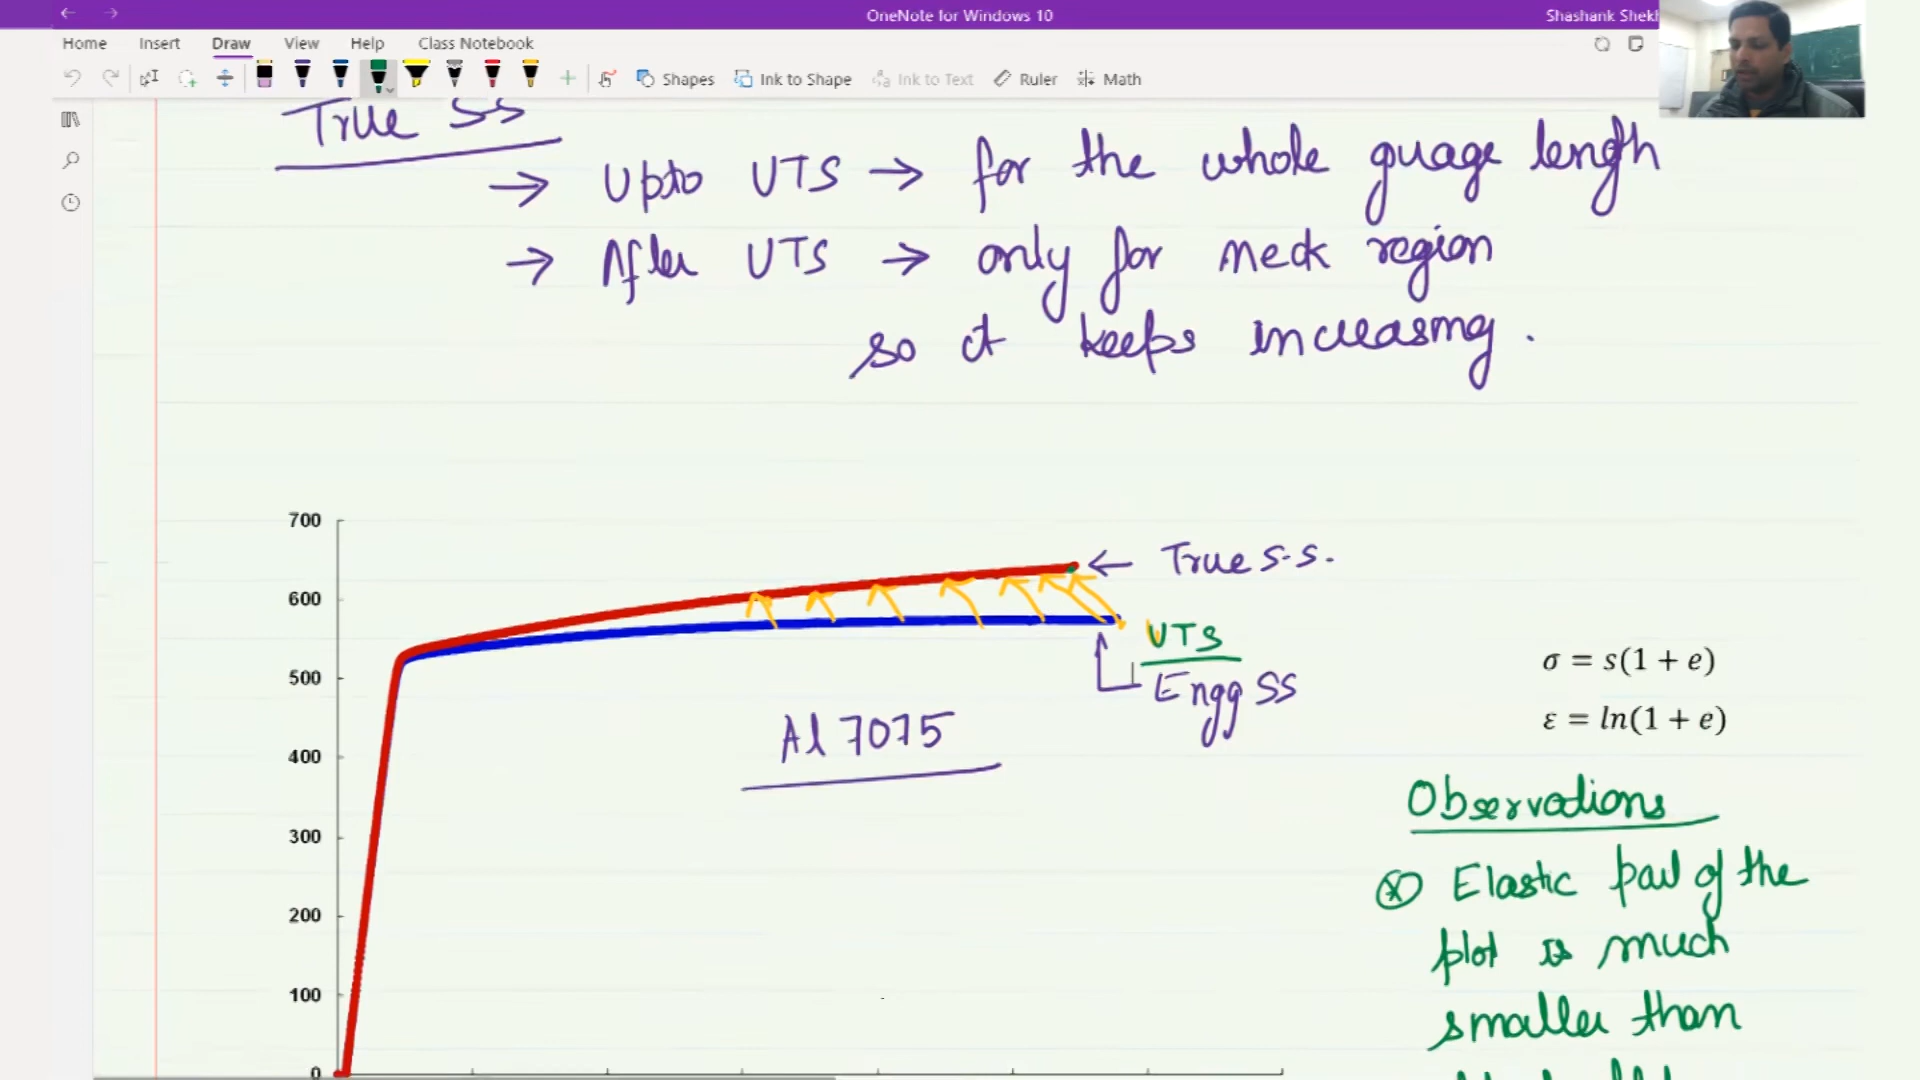 OneNote for Windows 10
Shashank Shekh
Home Insert Draw View Help Class Notebook
Shapes Ink to Shape Ink to Text Ruler Math
True SS
→ Upto UTS → for the whole guage length
→ After UTS → only for neck region
so it keeps increasing.
700
600
500
400
300
200
100
0
← True S-S.
UTS
Engg SS
Al 7075
σ = s(1 + e)
ε = ln(1 + e)
Observations
Elastic part of the
plot is much
smaller than